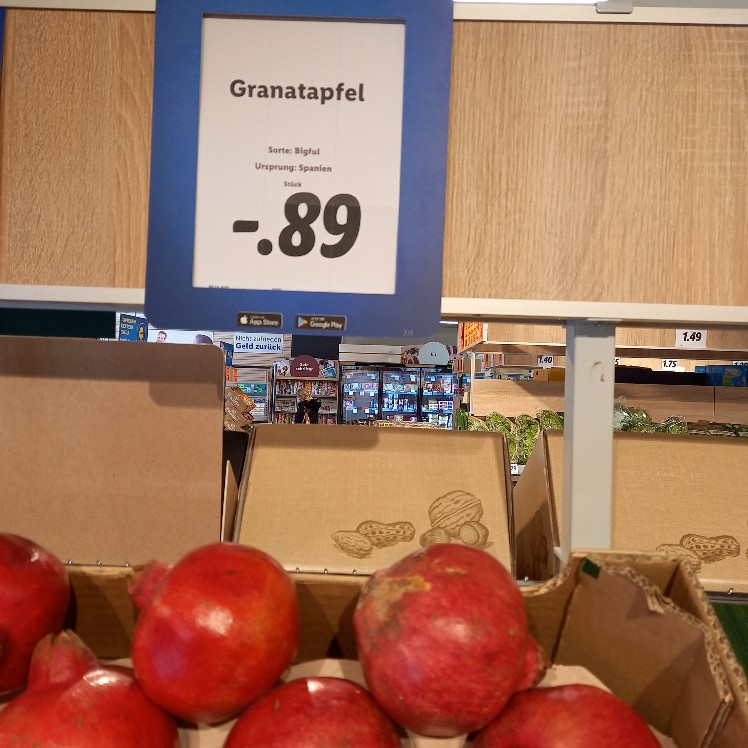 Granatapfel
Sorte: Bigful
Ursprung: Spanien
Stück
-.89
App Store
Google Play
Nicht zufrieden
Geld zurück
1.49
1.49
1.75